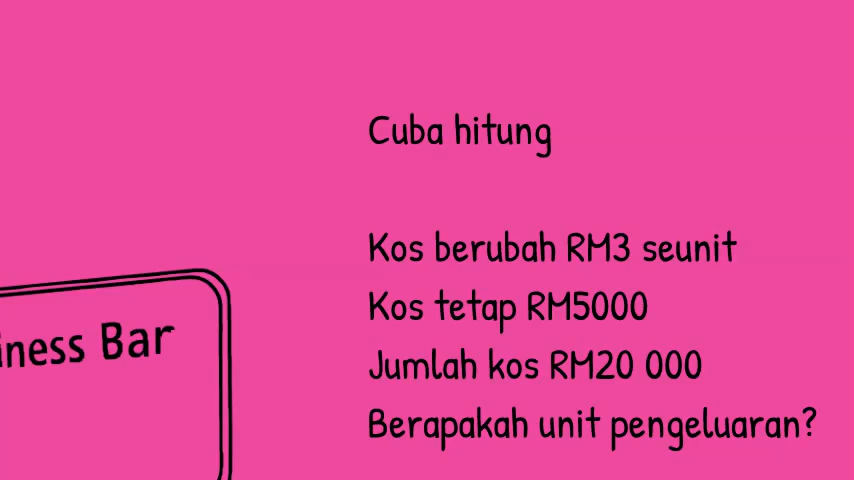 Cuba hitung
Kos berubah RM3 seunit
Kos tetap RM5000
Jumlah kos RM20 000
Berapakah unit pengeluaran?
iness Bar